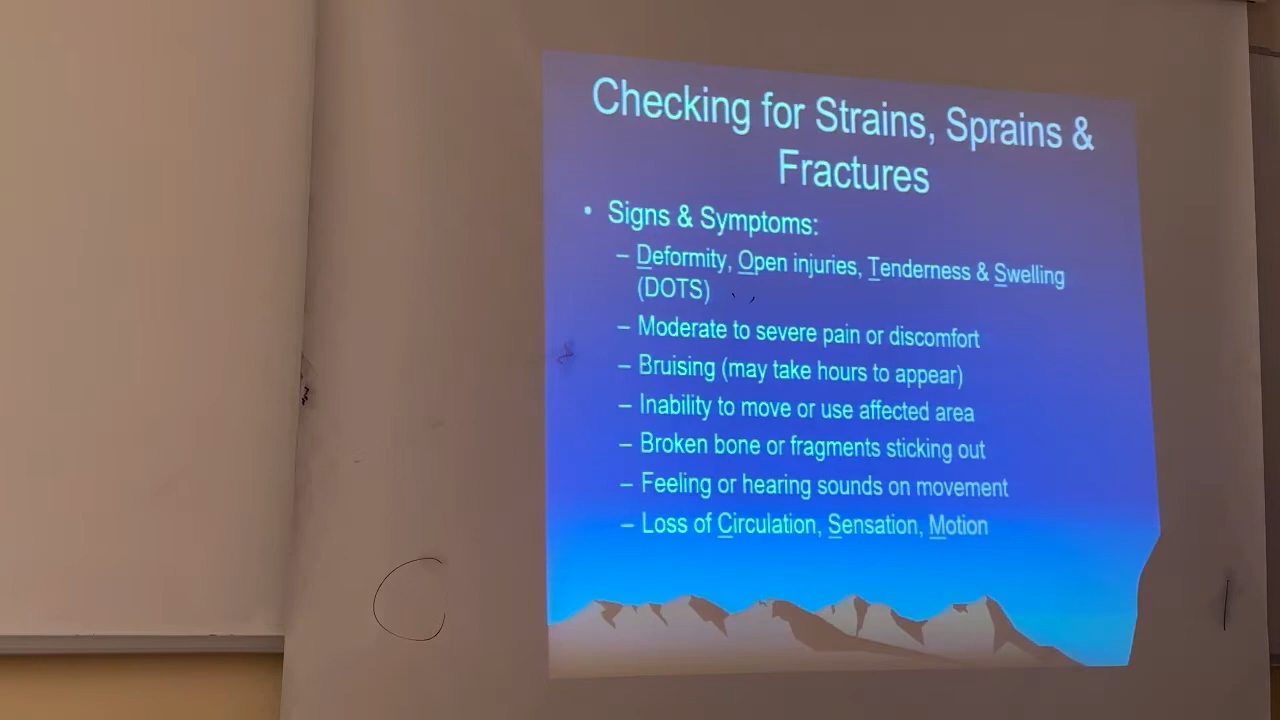 Checking for Strains, Sprains &
Fractures
• Signs & Symptoms:
– Deformity, Open injuries, Tenderness & Swelling
(DOTS)
– Moderate to severe pain or discomfort
– Bruising (may take hours to appear)
– Inability to move or use affected area
– Broken bone or fragments sticking out
– Feeling or hearing sounds on movement
– Loss of Circulation, Sensation, Motion